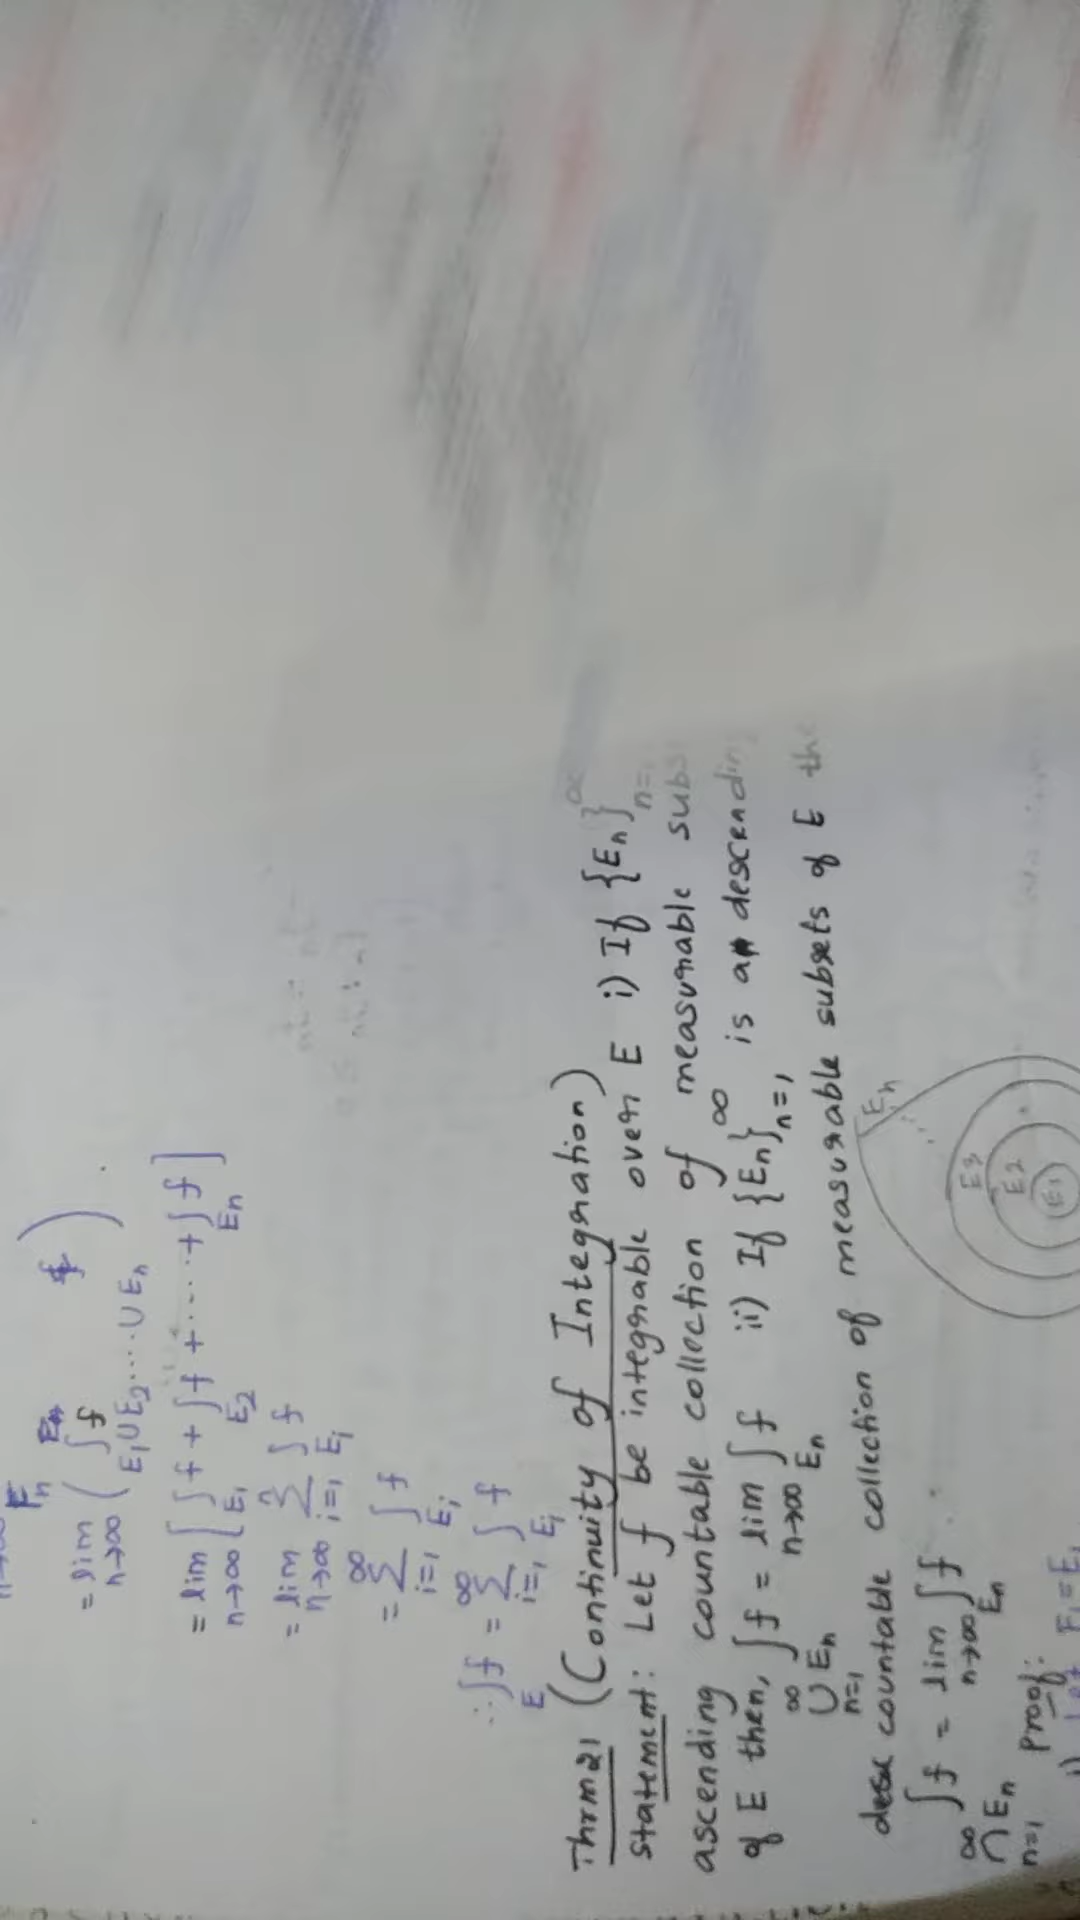 = lim ( ∫ f )
n→∞ E₁∪E₂....∪Eₙ
= lim [ ∫f + ∫f + ..... + ∫f ]
n→∞ E₁ E₂ Eₙ
= lim ∑ ∫ f
n→∞ i=1 Eᵢ
= ∑ ∫ f
i=1 Eᵢ
∴ ∫f = ∑ ∫ f
E i=1 Eᵢ
Thrm21 (Continuity of Integration)
Statement: Let f be integrable over E i) If {Eₙ}
ascending countable collection of measurable
of E then, ∫f = lim ∫f ii) If {Eₙ}∞n=1 is a
∞∪n=1 Eₙ n→∞ Eₙ
countable collection of measurable subsets of E
∫f = lim ∫f
∞∩n=1 Eₙ n→∞ Eₙ
Eₙ
E3
E2
E1
Proof: